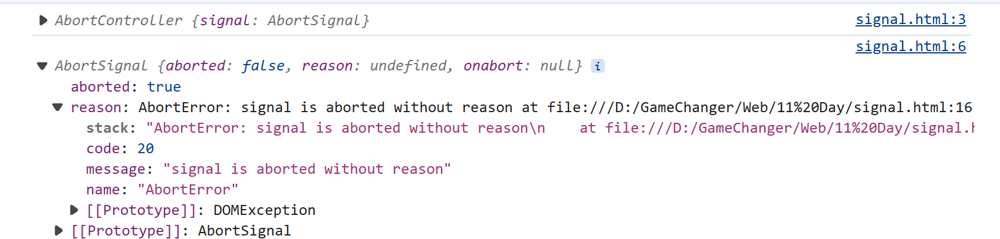 AbortController {signal: AbortSignal} signal.html:3
signal.html:6
AbortSignal {aborted: false, reason: undefined, onabort: null} i
aborted: true
reason: AbortError: signal is aborted without reason at file:///D:/GameChanger/Web/11%20Day/signal.html:16
stack: "AbortError: signal is aborted without reason\n    at file:///D:/GameChanger/Web/11%20Day/signal.h
code: 20
message: "signal is aborted without reason"
name: "AbortError"
[[Prototype]]: DOMException
[[Prototype]]: AbortSignal